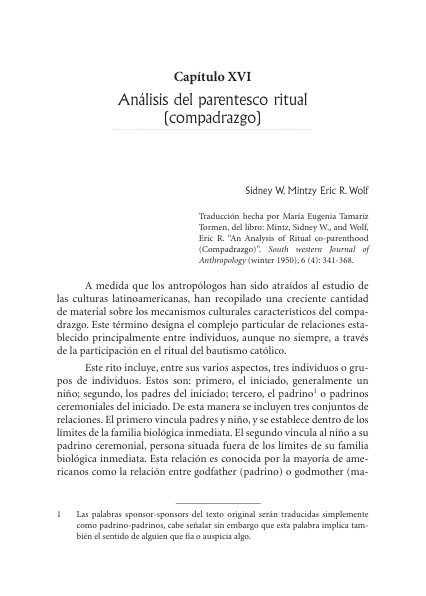 Capítulo XVI
Análisis del parentesco ritual
(compadrazgo)
Sidney W. Mintzy Eric R. Wolf
Traducción hecha por María Eugenia Tamariz
Tormen, del libro: Mintz, Sidney W., and Wolf,
Eric R. “An Analysis of Ritual co-parenthood
(Compadrazgo)”. South western Journal of
Anthropology (winter 1950), 6 (4): 341-368.
A medida que los antropólogos han sido atraídos al estudio de
las culturas latinoamericanas, han recopilado una creciente cantidad
de material sobre los mecanismos culturales característicos del compa-
drazgo. Este término designa el complejo particular de relaciones esta-
blecido principalmente entre individuos, aunque no siempre, a través
de la participación en el ritual del bautismo católico.
Este rito incluye, entre sus varios aspectos, tres individuos o gru-
pos de individuos. Estos son: primero, el iniciado, generalmente un
niño; segundo, los padres del iniciado; tercero, el padrino1 o padrinos
ceremoniales del iniciado. De esta manera se incluyen tres conjuntos de
relaciones. El primero vincula padres y niño, y se establece dentro de los
límites de la familia biológica inmediata. El segundo vincula al niño a su
padrino ceremonial, persona situada fuera de los límites de su familia
biológica inmediata. Esta relación es conocida por la mayoría de ame-
ricanos como la relación entre godfather (padrino) o godmother (ma-
1 Las palabras sponsor-sponsors del texto original serán traducidas simplemente
como padrino-padrinos, cabe señalar sin embargo que esta palabra implica tam-
bién el sentido de alguien que fía o auspicia algo.